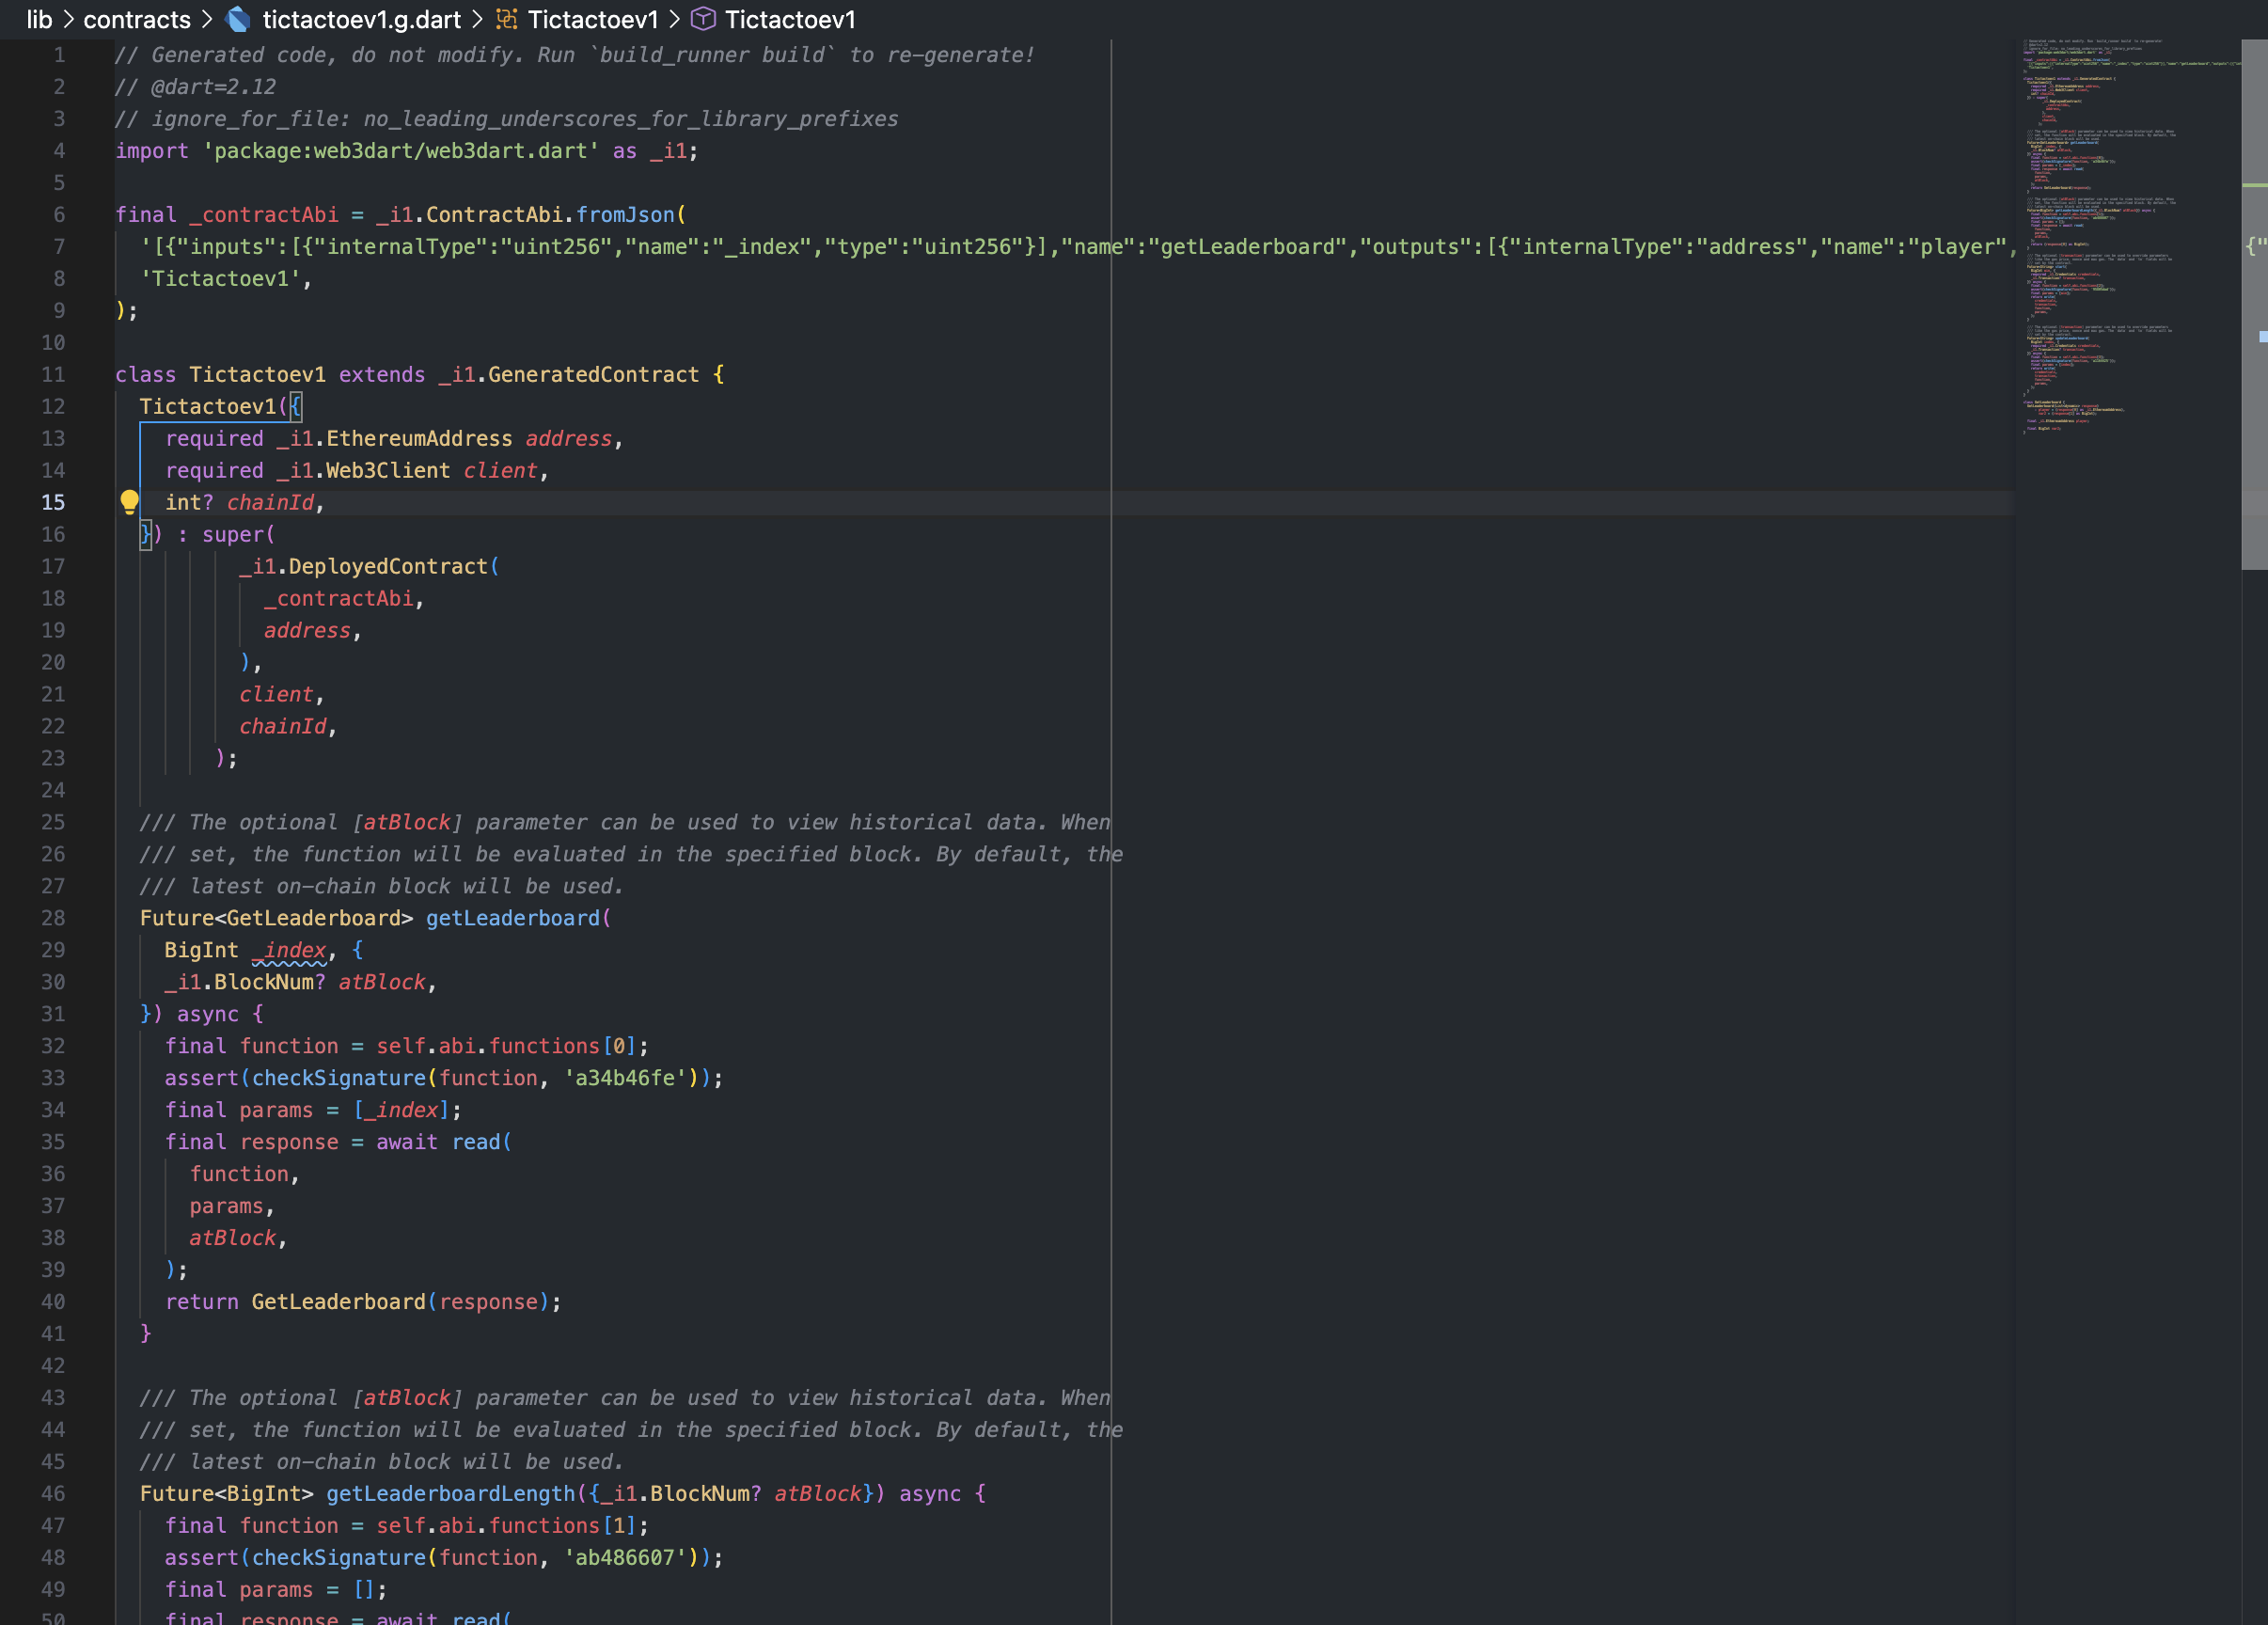 lib > contracts > tictactoev1.g.dart > Tictactoev1 > Tictactoev1
1 // Generated code, do not modify. Run `build_runner build` to re-generate!
2 // @dart=2.12
3 // ignore_for_file: no_leading_underscores_for_library_prefixes
4 import 'package:web3dart/web3dart.dart' as _i1;
5
6 final _contractAbi = _i1.ContractAbi.fromJson(
7 '[{"inputs":[{"internalType":"uint256","name":"_index","type":"uint256"}],"name":"getLeaderboard","outputs":[{"internalType":"address","name":"player", {"
8 'Tictactoev1',
9 );
10
11 class Tictactoev1 extends _i1.GeneratedContract {
12 Tictactoev1({
13 required _i1.EthereumAddress address,
14 required _i1.Web3Client client,
15 int? chainId,
16 }) : super(
17 _i1.DeployedContract(
18 _contractAbi,
19 address,
20 ),
21 client,
22 chainId,
23 );
24
25 /// The optional [atBlock] parameter can be used to view historical data. When
26 /// set, the function will be evaluated in the specified block. By default, the
27 /// latest on-chain block will be used.
28 Future<GetLeaderboard> getLeaderboard(
29 BigInt _index, {
30 _i1.BlockNum? atBlock,
31 }) async {
32 final function = self.abi.functions[0];
33 assert(checkSignature(function, 'a34b46fe'));
34 final params = [_index];
35 final response = await read(
36 function,
37 params,
38 atBlock,
39 );
40 return GetLeaderboard(response);
41 }
42
43 /// The optional [atBlock] parameter can be used to view historical data. When
44 /// set, the function will be evaluated in the specified block. By default, the
45 /// latest on-chain block will be used.
46 Future<BigInt> getLeaderboardLength({_i1.BlockNum? atBlock}) async {
47 final function = self.abi.functions[1];
48 assert(checkSignature(function, 'ab486607'));
49 final params = [];
50 final response = await read(